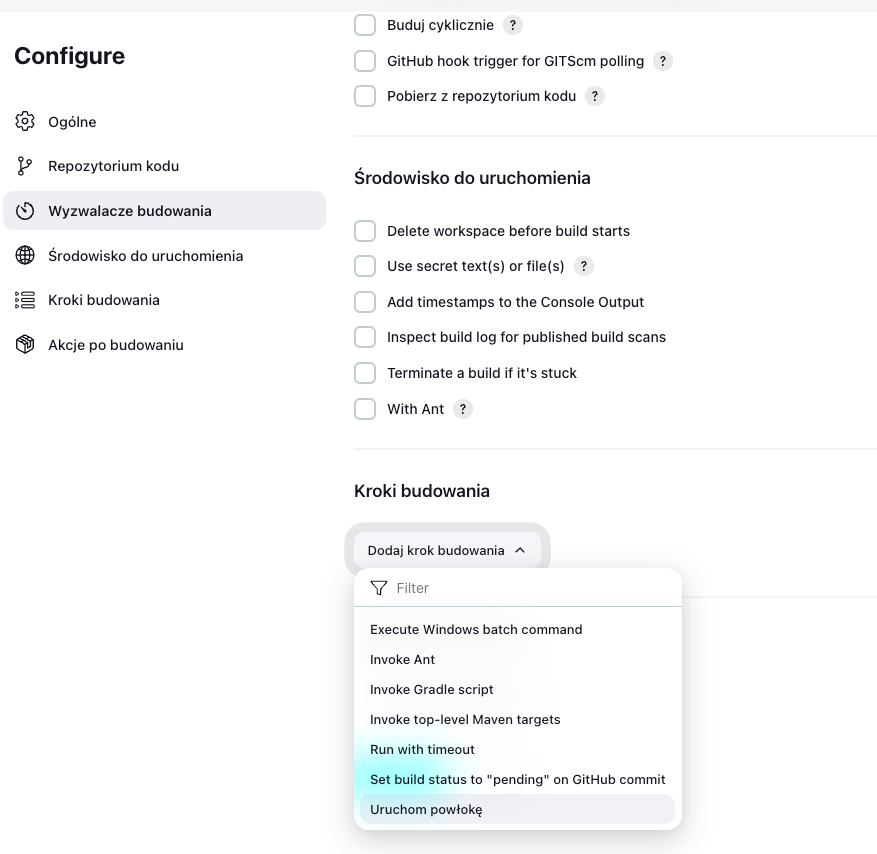 Configure
Ogólne
Repozytorium kodu
Wyzwalacze budowania
Środowisko do uruchomienia
Kroki budowania
Akcje po budowaniu
Buduj cyklicznie ?
GitHub hook trigger for GITScm polling ?
Pobierz z repozytorium kodu ?
Środowisko do uruchomienia
Delete workspace before build starts
Use secret text(s) or file(s) ?
Add timestamps to the Console Output
Inspect build log for published build scans
Terminate a build if it's stuck
With Ant ?
Kroki budowania
Dodaj krok budowania
Filter
Execute Windows batch command
Invoke Ant
Invoke Gradle script
Invoke top-level Maven targets
Run with timeout
Set build status to "pending" on GitHub commit
Uruchom powłokę